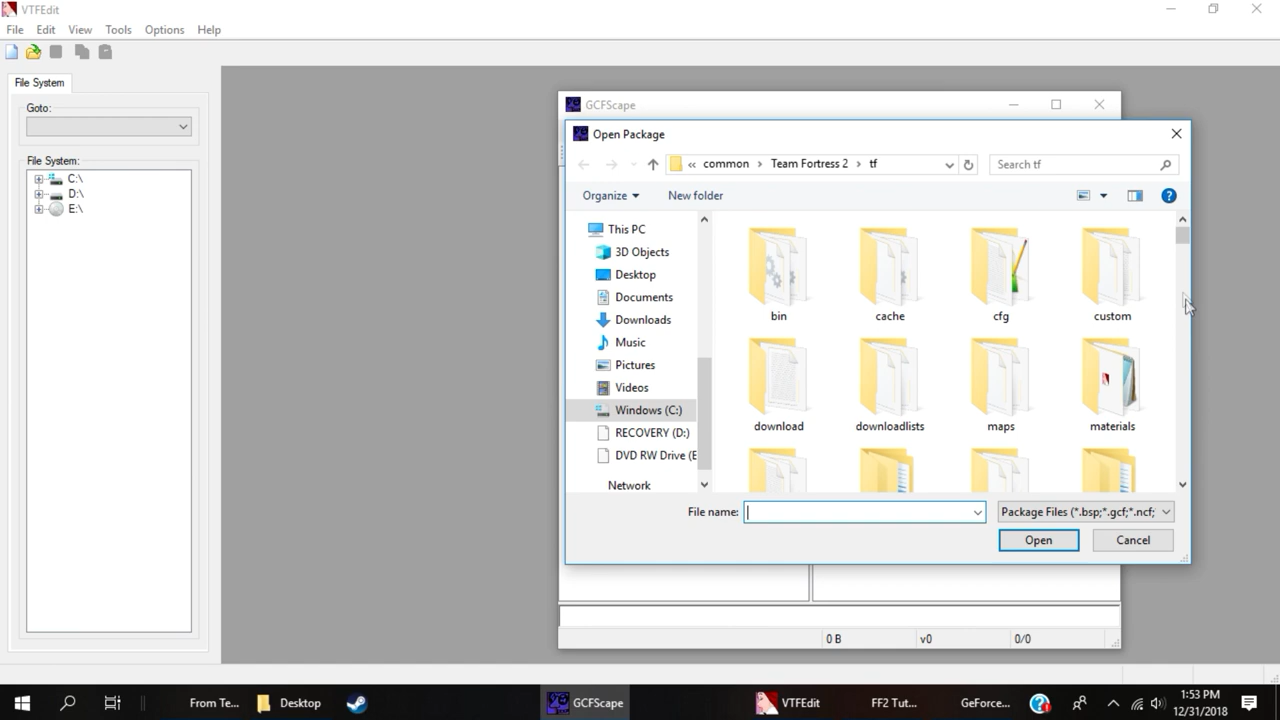 VTFEdit
File Edit View Tools Options Help
File System
Goto:
File System:
C:\
D:\
E:\
GCFScape
Open Package
« common > Team Fortress 2 > tf
Search tf
Organize
New folder
This PC
3D Objects
Desktop
Documents
Downloads
Music
Pictures
Videos
Windows (C:)
RECOVERY (D:)
DVD RW Drive (E
Network
bin
cache
cfg
custom
download
downloadlists
maps
materials
File name:
Package Files (*.bsp;*.gcf;*.ncf;
Open
Cancel
0 B
v0
0/0
From Te...
Desktop
GCFScape
VTFEdit
FF2 Tut...
GeForce...
1:53 PM
12/31/2018